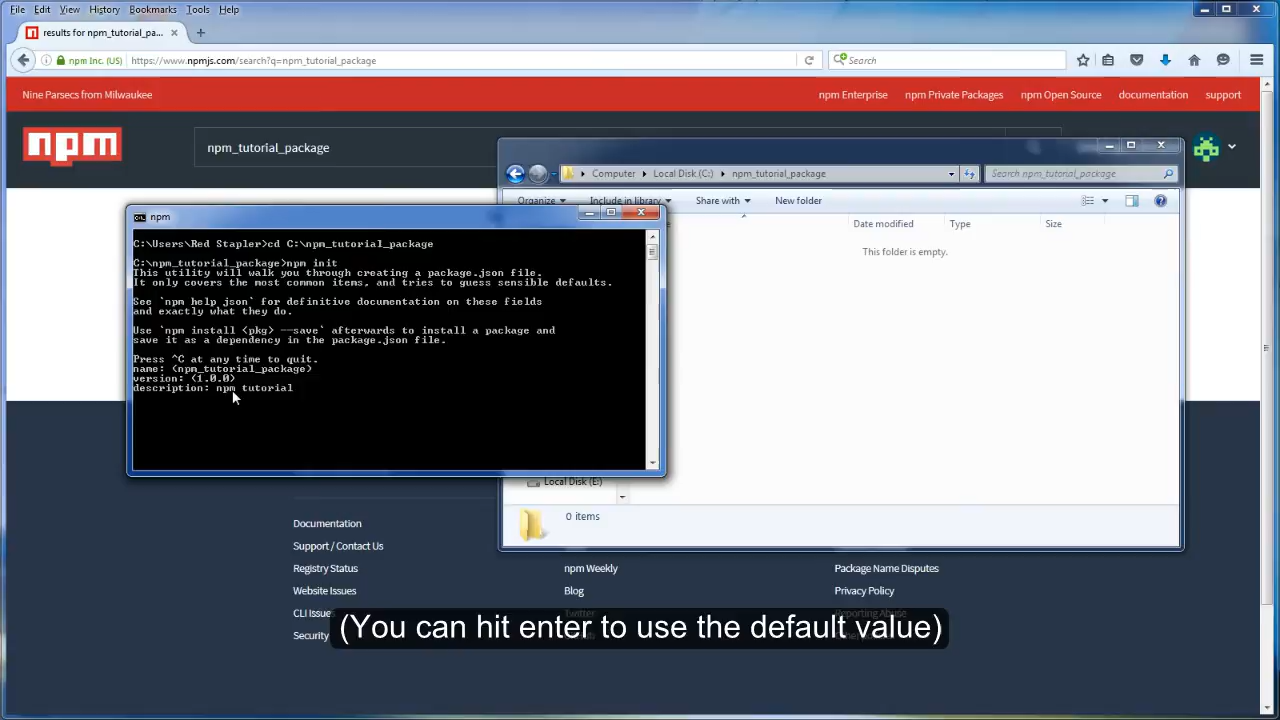 File Edit View History Bookmarks Tools Help
results for npm_tutorial_pa...
npm Inc. (US) https://www.npmjs.com/search?q=npm_tutorial_package
Search
Nine Parsecs from Milwaukee
npm Enterprise npm Private Packages npm Open Source documentation support
npm
npm_tutorial_package
Computer Local Disk (C:) npm_tutorial_package
Search npm_tutorial_package
Organize Include in library Share with New folder
Date modified Type Size
This folder is empty.
Local Disk (E:)
0 items
npm
C:\Users\Red Stapler>cd C:\npm_tutorial_package
C:\npm_tutorial_package>npm init
This utility will walk you through creating a package.json file.
It only covers the most common items, and tries to guess sensible defaults.
See `npm help json` for definitive documentation on these fields
and exactly what they do.
Use `npm install <pkg> --save` afterwards to install a package and
save it as a dependency in the package.json file.
Press ^C at any time to quit.
name: (npm_tutorial_package)
version: (1.0.0)
description: npm tutorial
Documentation
Support / Contact Us
Registry Status npm Weekly Package Name Disputes
Website Issues Blog Privacy Policy
CLI Issues Twitter Reporting Abuse
Security
(You can hit enter to use the default value)